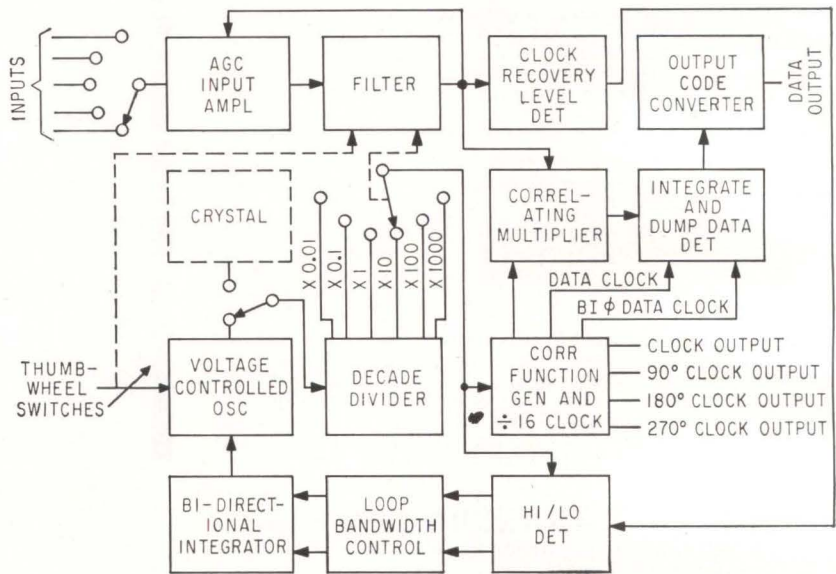 INPUTS
AGC
INPUT
AMPL
FILTER
CLOCK
RECOVERY
LEVEL
DET
OUTPUT
CODE
CONVERTER
DATA
OUTPUT
CRYSTAL
X 0.01
X 0.1
X 1
X 10
X 100
X 1000
CORREL-
ATING
MULTIPLIER
INTEGRATE
AND
DUMP DATA
DET
DATA CLOCK
BI ϕ DATA CLOCK
THUMB-
WHEEL
SWITCHES
VOLTAGE
CONTROLLED
OSC
DECADE
DIVIDER
CORR
FUNCTION
GEN AND
÷ 16 CLOCK
CLOCK OUTPUT
90° CLOCK OUTPUT
180° CLOCK OUTPUT
270° CLOCK OUTPUT
BI-DIRECT-
IONAL
INTEGRATOR
LOOP
BANDWIDTH
CONTROL
HI/LO
DET